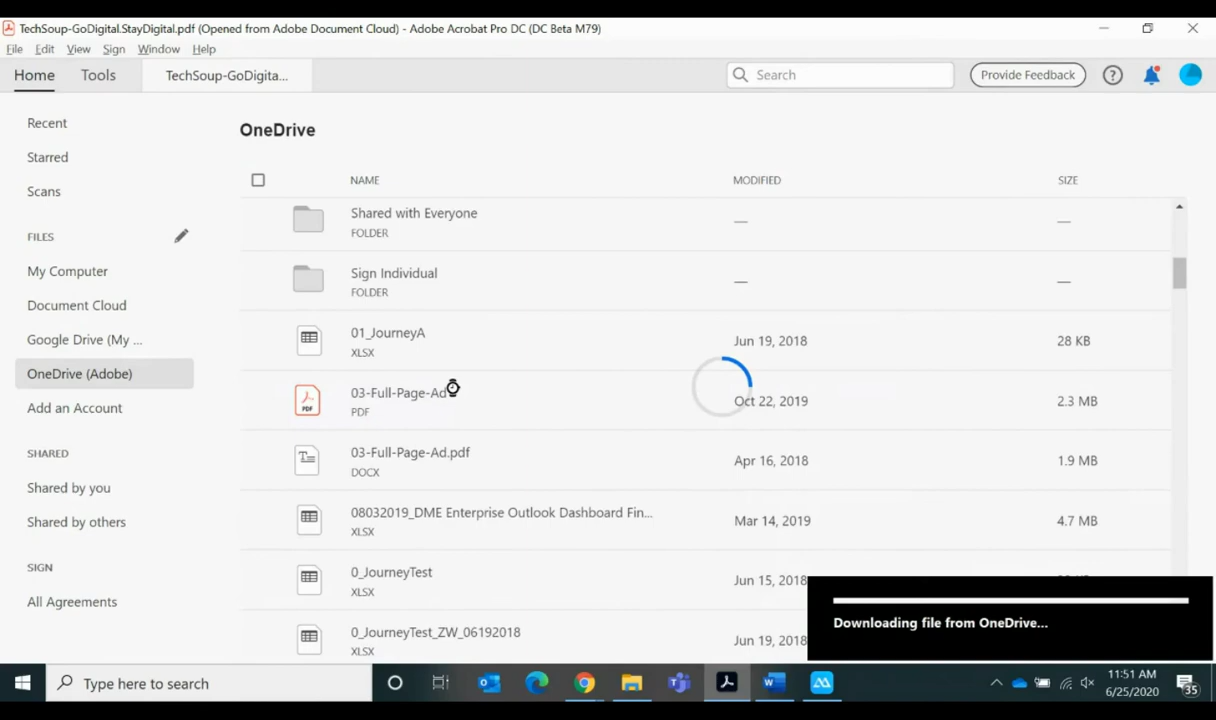 TechSoup-GoDigital.StayDigital.pdf (Opened from Adobe Document Cloud) - Adobe Acrobat Pro DC (DC Beta M79)
File Edit View Sign Window Help
Home Tools TechSoup-GoDigita... Search Provide Feedback
Recent
Starred
Scans
FILES
My Computer
Document Cloud
Google Drive (My ...
OneDrive (Adobe)
Add an Account
SHARED
Shared by you
Shared by others
SIGN
All Agreements
OneDrive
NAME MODIFIED SIZE
Shared with Everyone — —
FOLDER
Sign Individual — —
FOLDER
01_JourneyA Jun 19, 2018 28 KB
XLSX
PDF 03-Full-Page-Ad Oct 22, 2019 2.3 MB
PDF
03-Full-Page-Ad.pdf Apr 16, 2018 1.9 MB
DOCX
08032019_DME Enterprise Outlook Dashboard Fin... Mar 14, 2019 4.7 MB
XLSX
0_JourneyTest Jun 15, 2018
XLSX
0_JourneyTest_ZW_06192018 Jun 19, 2018
XLSX
Downloading file from OneDrive...
Type here to search
11:51 AM
6/25/2020
35